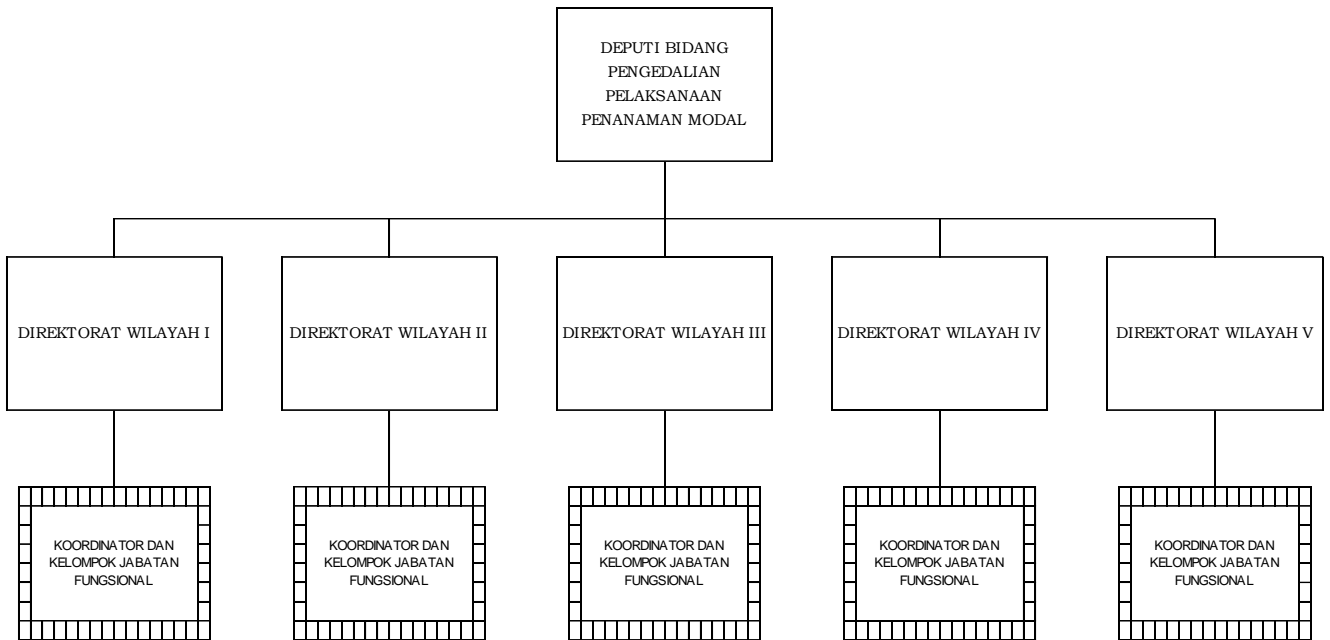 DEPUTI BIDANG
PENGEDALIAN
PELAKSANAAN
PENANAMAN MODAL
DIREKTORAT WILAYAH I
DIREKTORAT WILAYAH II
DIREKTORAT WILAYAH III
DIREKTORAT WILAYAH IV
DIREKTORAT WILAYAH V
KOORDINATOR DAN
KELOMPOK JABATAN
FUNGSIONAL
KOORDINATOR DAN
KELOMPOK JABATAN
FUNGSIONAL
KOORDINATOR DAN
KELOMPOK JABATAN
FUNGSIONAL
KOORDINATOR DAN
KELOMPOK JABATAN
FUNGSIONAL
KOORDINATOR DAN
KELOMPOK JABATAN
FUNGSIONAL